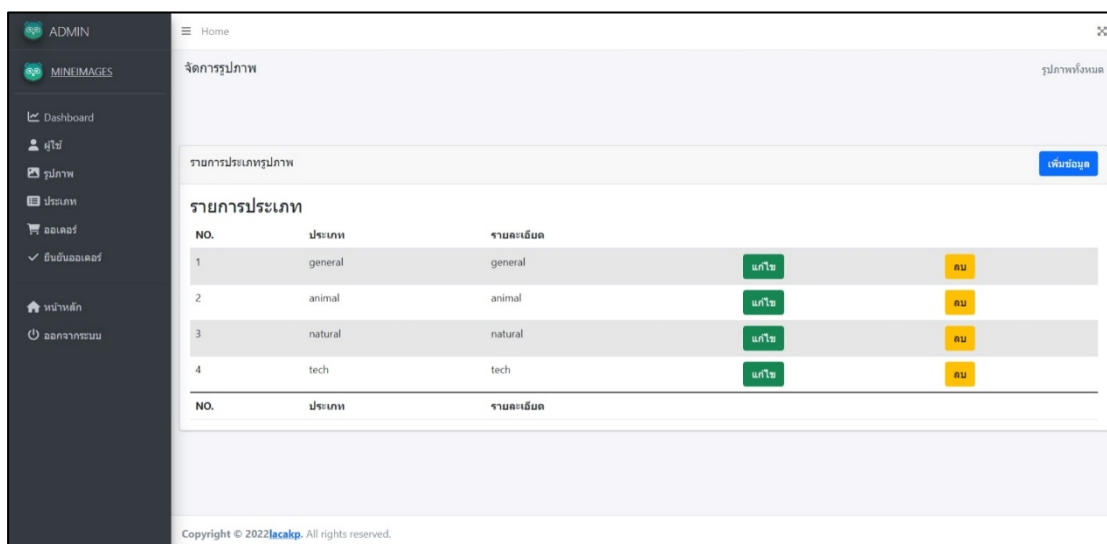 ADMIN
MINEIMAGES
Dashboard
ผู้ใช้
รูปภาพ
ประเภท
ออเดอร์
ยืนยันออเดอร์
หน้าหลัก
ออกจากระบบ
Home
จัดการรูปภาพ
รูปภาพทั้งหมด
รายการประเภทรูปภาพ
เพิ่มข้อมูล
รายการประเภท
NO. ประเภท รายละเอียด
1 general general แก้ไข ลบ
2 animal animal แก้ไข ลบ
3 natural natural แก้ไข ลบ
4 tech tech แก้ไข ลบ
NO. ประเภท รายละเอียด
Copyright © 2022lacakp. All rights reserved.